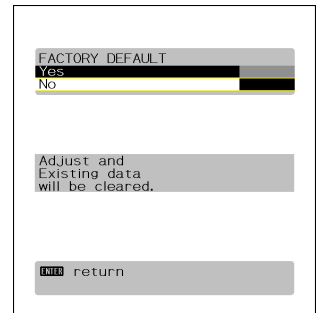 FACTORY DEFAULT
Yes
No
Adjust and
Existing data
will be cleared.
ENTER return